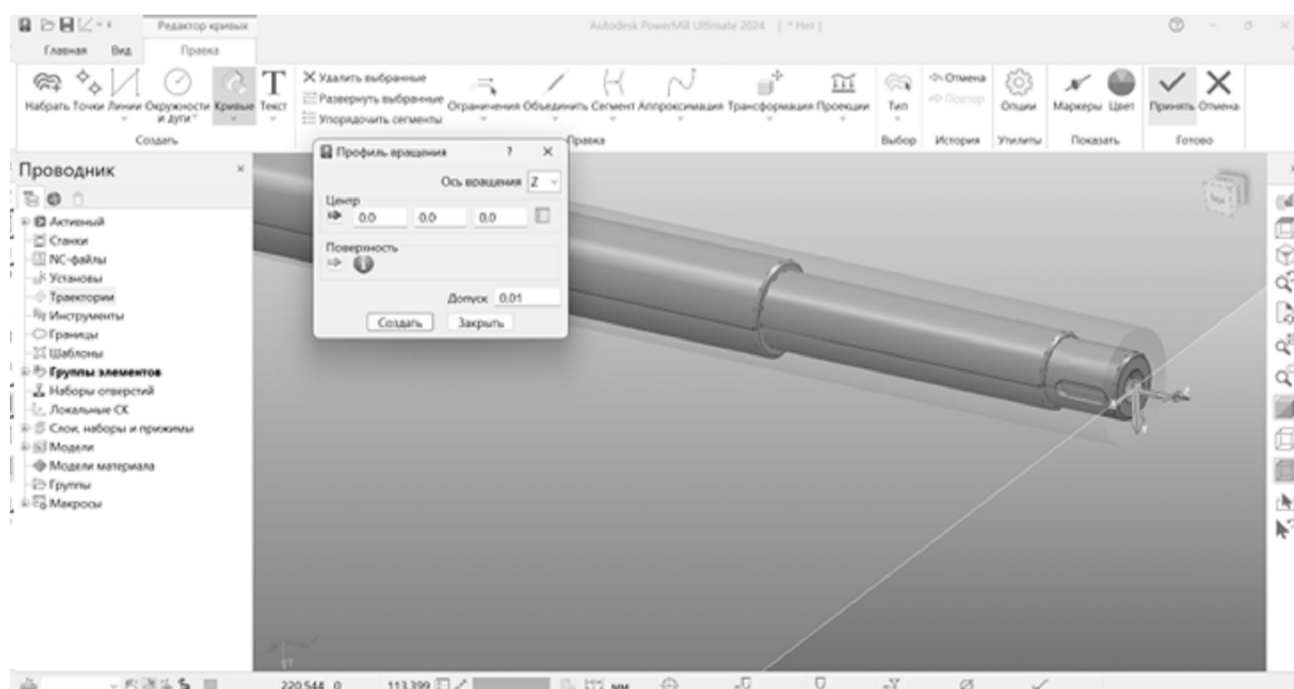 Редактор кривых
Autodesk PowerMill Ultimate 2024 [ * Нет ]
Главная Вид Правка
Набрать Точки Линии Окружности и дуги Кривые Текст
Создать
Удалить выбранные
Развернуть выбранные
Упорядочить сегменты
Ограничения Объединить Сегмент Аппроксимация Трансформация Проекции
Правка
Тип
Выбор
Отмена
Повтор
История
Опции
Утилиты
Маркеры Цвет
Показать
Принять Отмена
Готово
Профиль вращения ? ×
Ось вращения Z
Центр
0.0 0.0 0.0
Поверхность
Допуск 0.01
Создать Закрыть
Проводник
Активный
Станки
NC-файлы
Установы
Траектории
Инструменты
Границы
Шаблоны
Группы элементов
Наборы отверстий
Локальные СК
Слои, наборы и прижимы
Модели
Модели материала
Группы
Макросы
220.544 0 113.399 мм